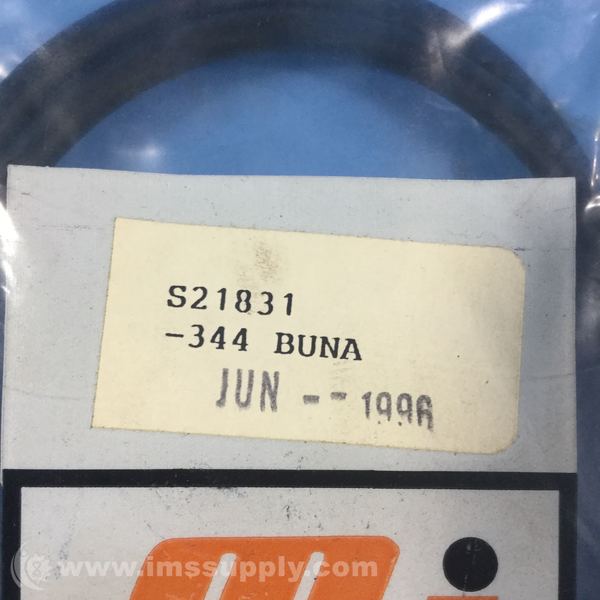 S21831
-344 BUNA
JUN -- 1996
www.imssupply.com